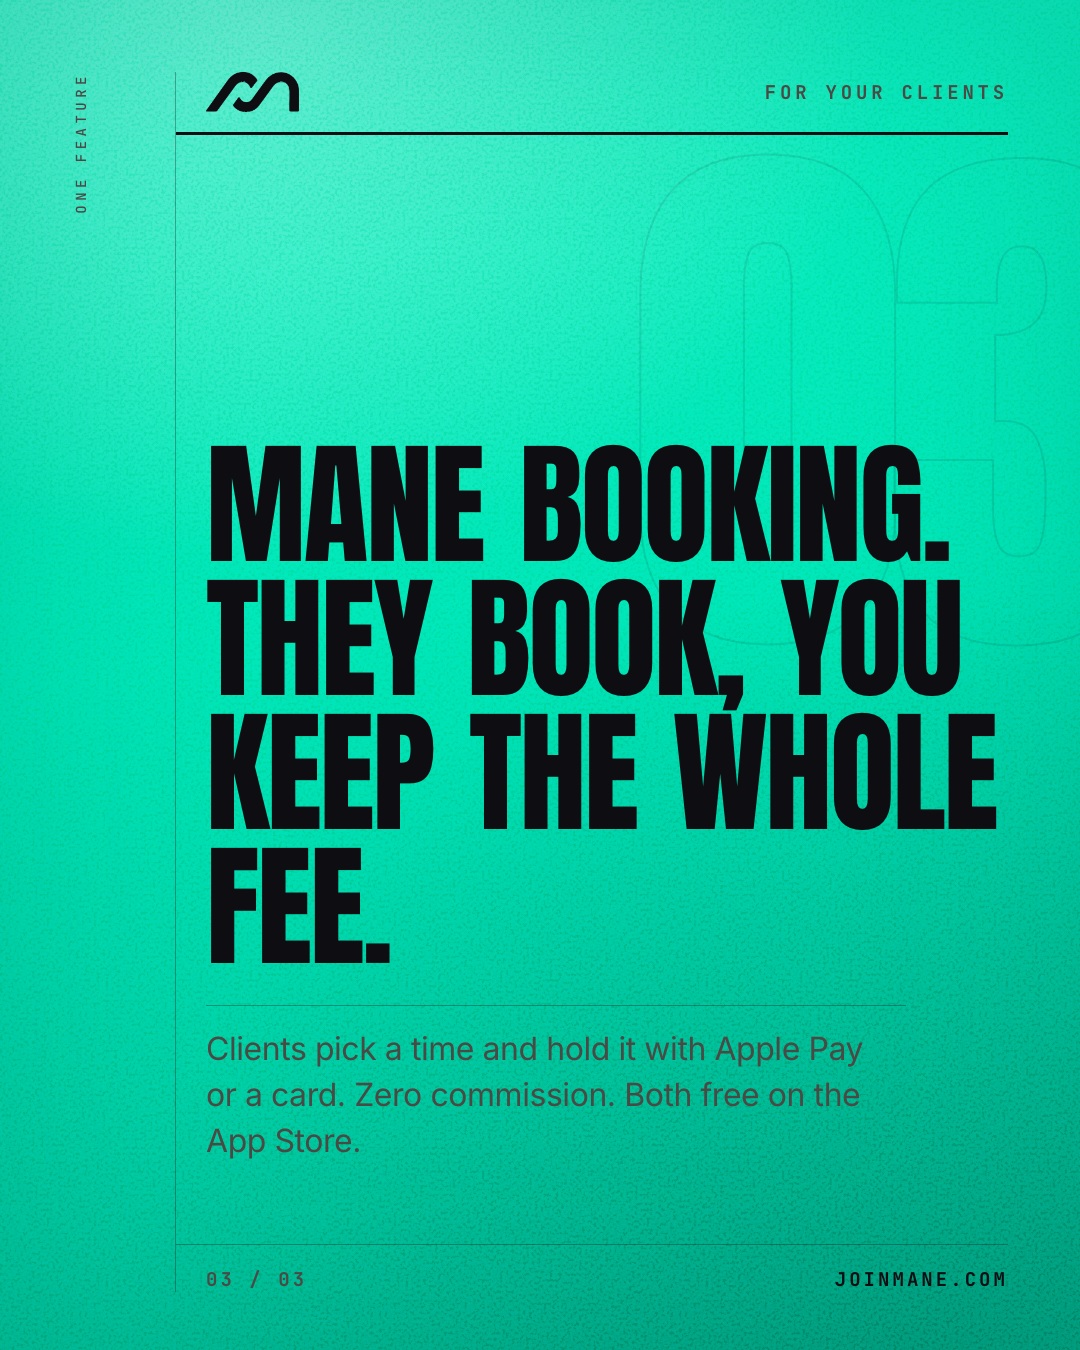 ONE FEATURE
FOR YOUR CLIENTS
03
MANE BOOKING.
THEY BOOK, YOU
KEEP THE WHOLE
FEE.
Clients pick a time and hold it with Apple Pay
or a card. Zero commission. Both free on the
App Store.
03 / 03
JOINMANE.COM